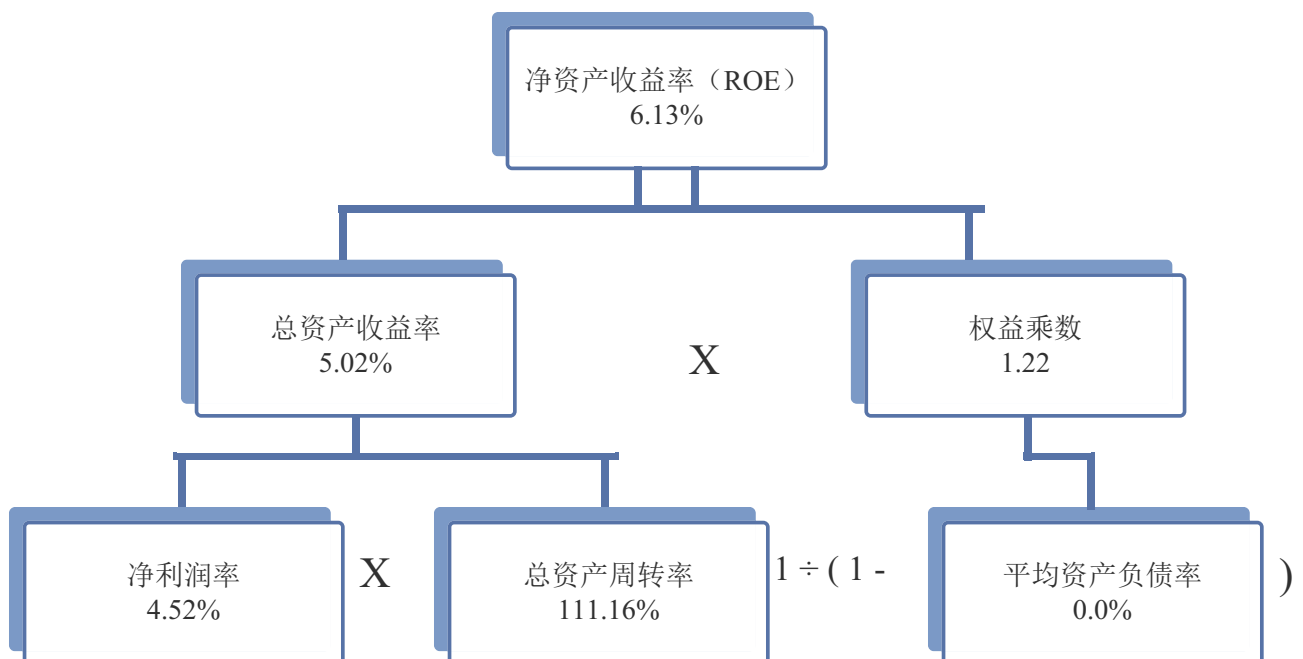 净资产收益率（ROE）
6.13%
总资产收益率
5.02%
X
权益乘数
1.22
净利润率
4.52%
X
总资产周转率
111.16%
1 ÷ ( 1 -
平均资产负债率
0.0%
)